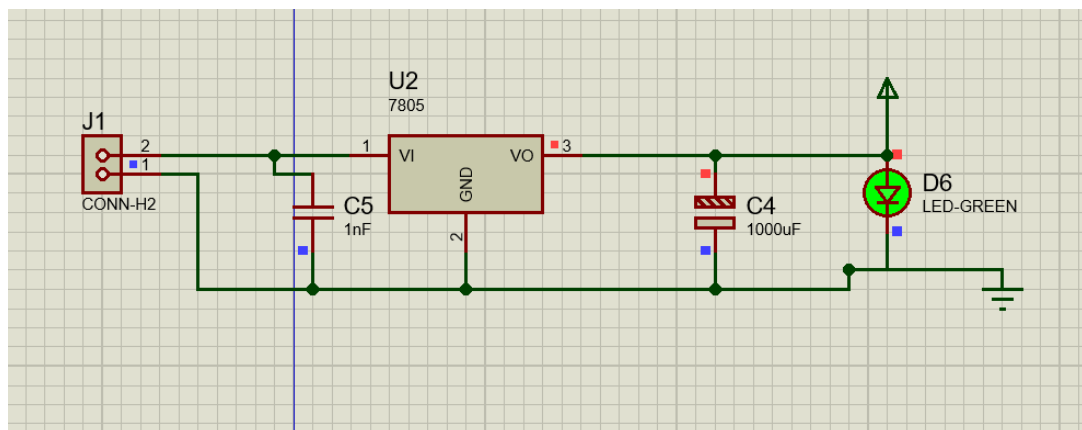 J1
2
1
CONN-H2
C5
1nF
U2
7805
1
VI
VO
3
GND
2
C4
1000uF
D6
LED-GREEN